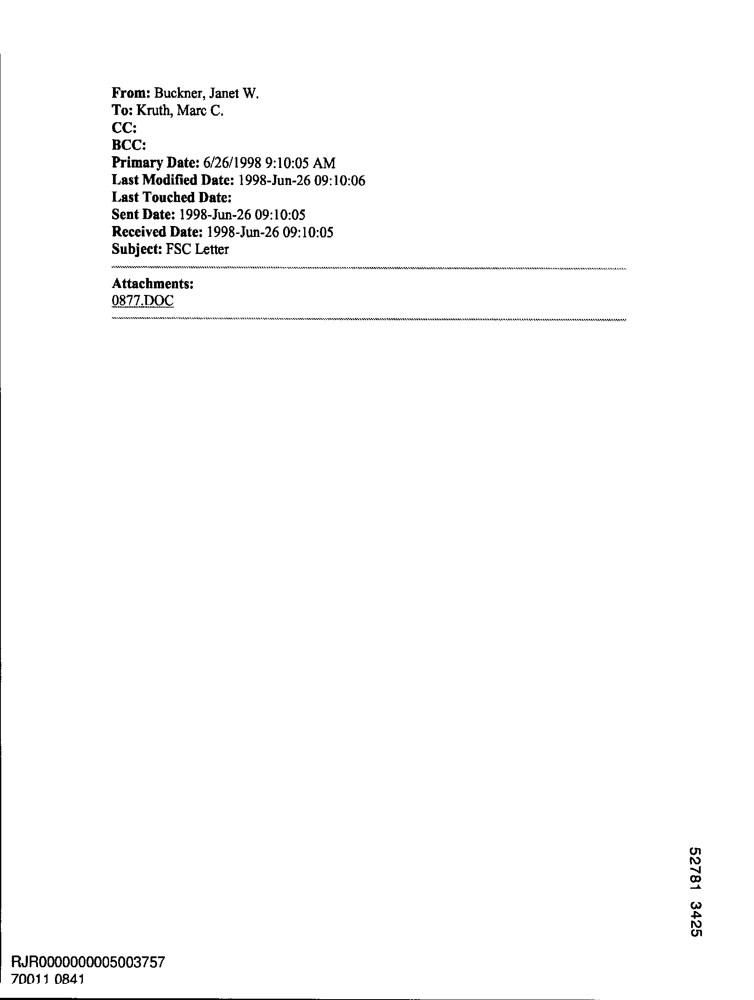 From: Buckner, Janet W.
To: Kruth, Marc C.
CC:
BCC:
Primary Date: 6/26/1998 9:10:05 AM
Last Modified Date: 1998-Jun-26 09:10:06
Last Touched Date:
Sent Date: 1998-Jun-26 09:10:05
Received Date: 1998-Jun-26 09:10:05
Subject: FSC Letter
Attachments:
0877.DOC
52781 3425
RJR0000000005003757
70011 0841